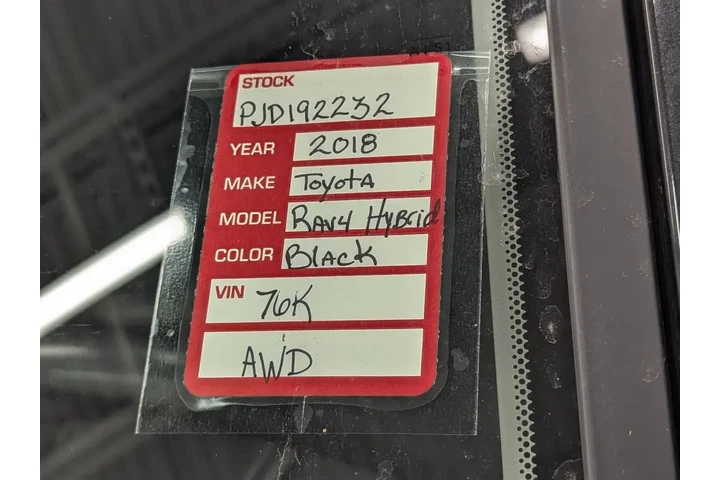 STOCK
PJD192232
YEAR 2018
MAKE Toyota
MODEL Rav4 Hybrid
COLOR Black
VIN 76K
AWD